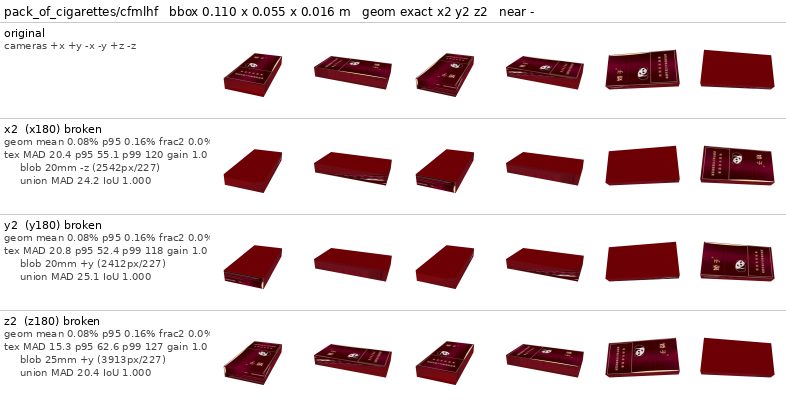 pack_of_cigarettes/cfmlhf bbox 0.110 x 0.055 x 0.016 m geom exact x2 y2 z2 near -
original
cameras +x +y -x -y +z -z
x2 (x180) broken
geom mean 0.08% p95 0.16% frac2 0.0%
tex MAD 20.4 p95 55.1 p99 120 gain 1.0
blob 20mm -z (2542px/227)
union MAD 24.2 IoU 1.000
y2 (y180) broken
geom mean 0.08% p95 0.16% frac2 0.0%
tex MAD 20.8 p95 52.4 p99 118 gain 1.0
blob 20mm +y (2412px/227)
union MAD 25.1 IoU 1.000
z2 (z180) broken
geom mean 0.08% p95 0.16% frac2 0.0%
tex MAD 15.3 p95 62.6 p99 127 gain 1.0
blob 25mm +y (3913px/227)
union MAD 20.4 IoU 1.000